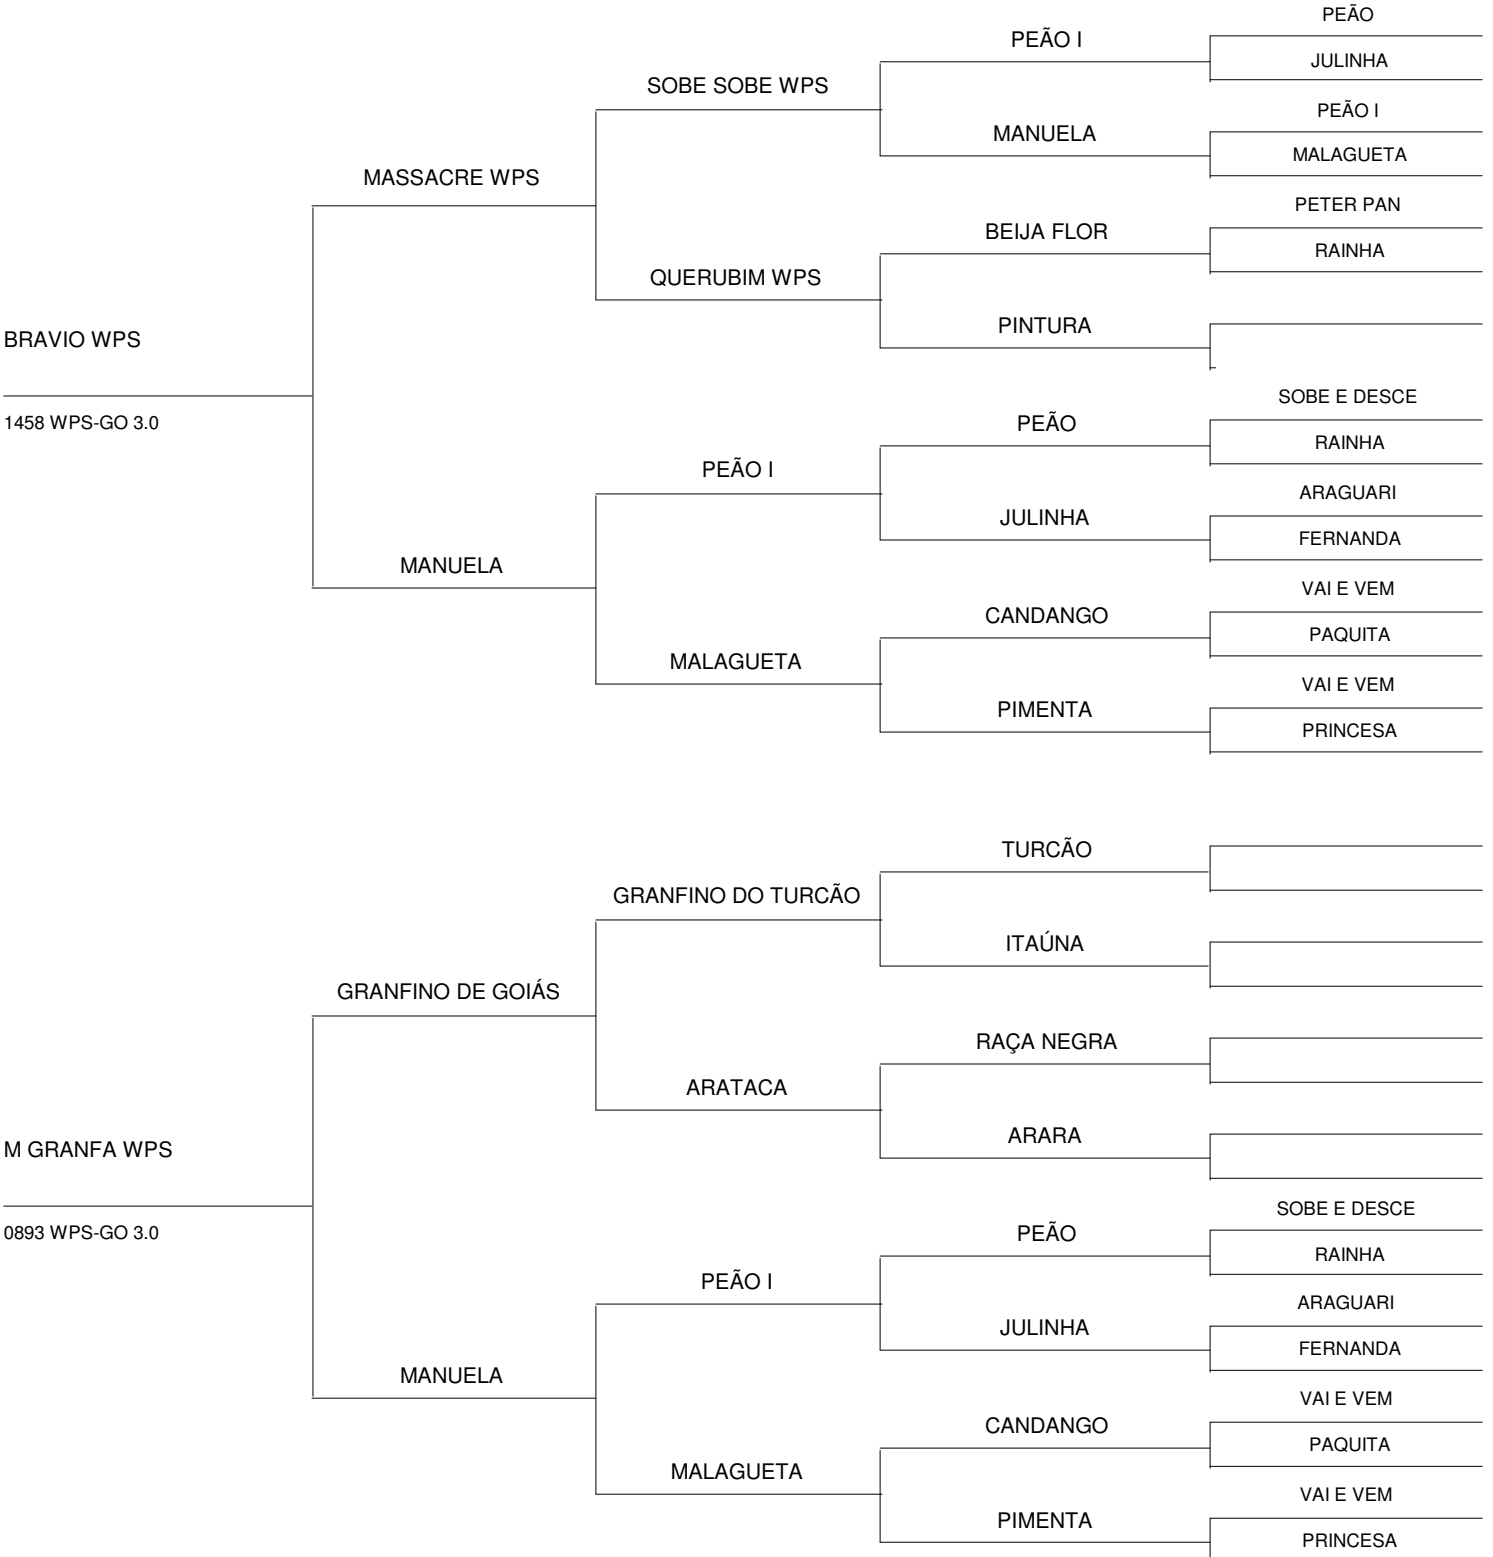 PEÃO
PEÃO I
JULINHA
SOBE SOBE WPS
PEÃO I
MANUELA
MALAGUETA
MASSACRE WPS
PETER PAN
BEIJA FLOR
RAINHA
QUERUBIM WPS
PINTURA
BRAVIO WPS
SOBE E DESCE
1458 WPS-GO 3.0
PEÃO
RAINHA
PEÃO I
ARAGUARI
JULINHA
FERNANDA
MANUELA
VAI E VEM
CANDANGO
PAQUITA
MALAGUETA
VAI E VEM
PIMENTA
PRINCESA
TURCÃO
GRANFINO DO TURCÃO
ITAÚNA
GRANFINO DE GOIÁS
RAÇA NEGRA
ARATACA
ARARA
M GRANFA WPS
SOBE E DESCE
0893 WPS-GO 3.0
PEÃO
RAINHA
PEÃO I
ARAGUARI
JULINHA
FERNANDA
MANUELA
VAI E VEM
CANDANGO
PAQUITA
MALAGUETA
VAI E VEM
PIMENTA
PRINCESA